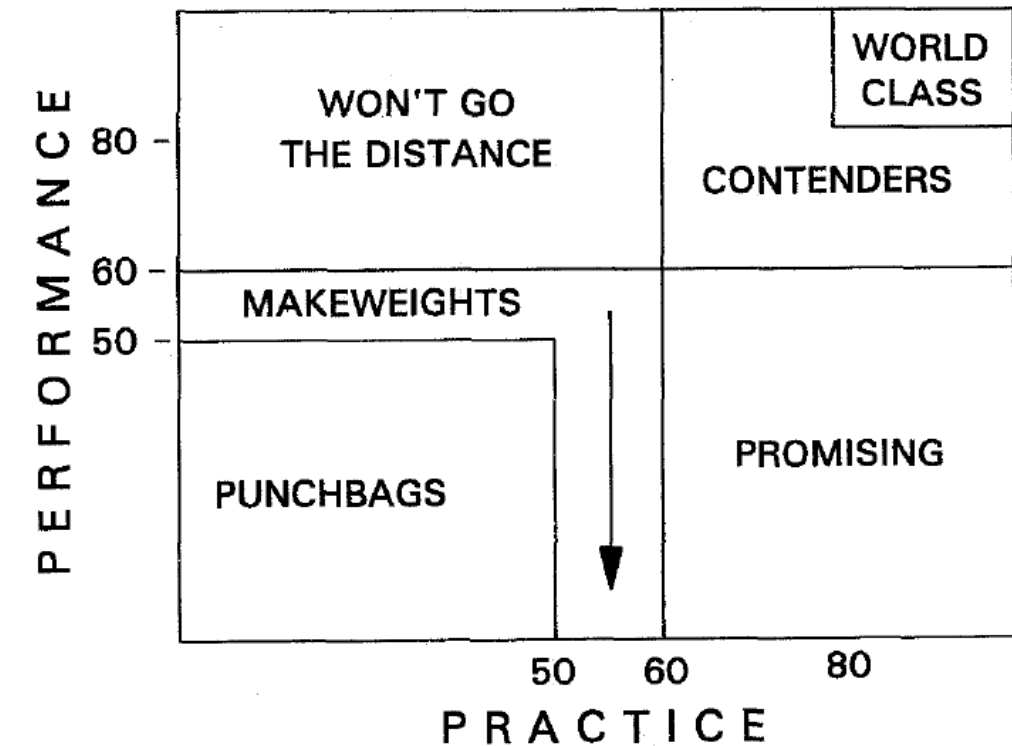 WORLD
CLASS
WON'T GO
THE DISTANCE
CONTENDERS
MAKEWEIGHTS
PUNCHBAGS
PROMISING
PERFORMANCE
80
60
50
50
60
80
PRACTICE